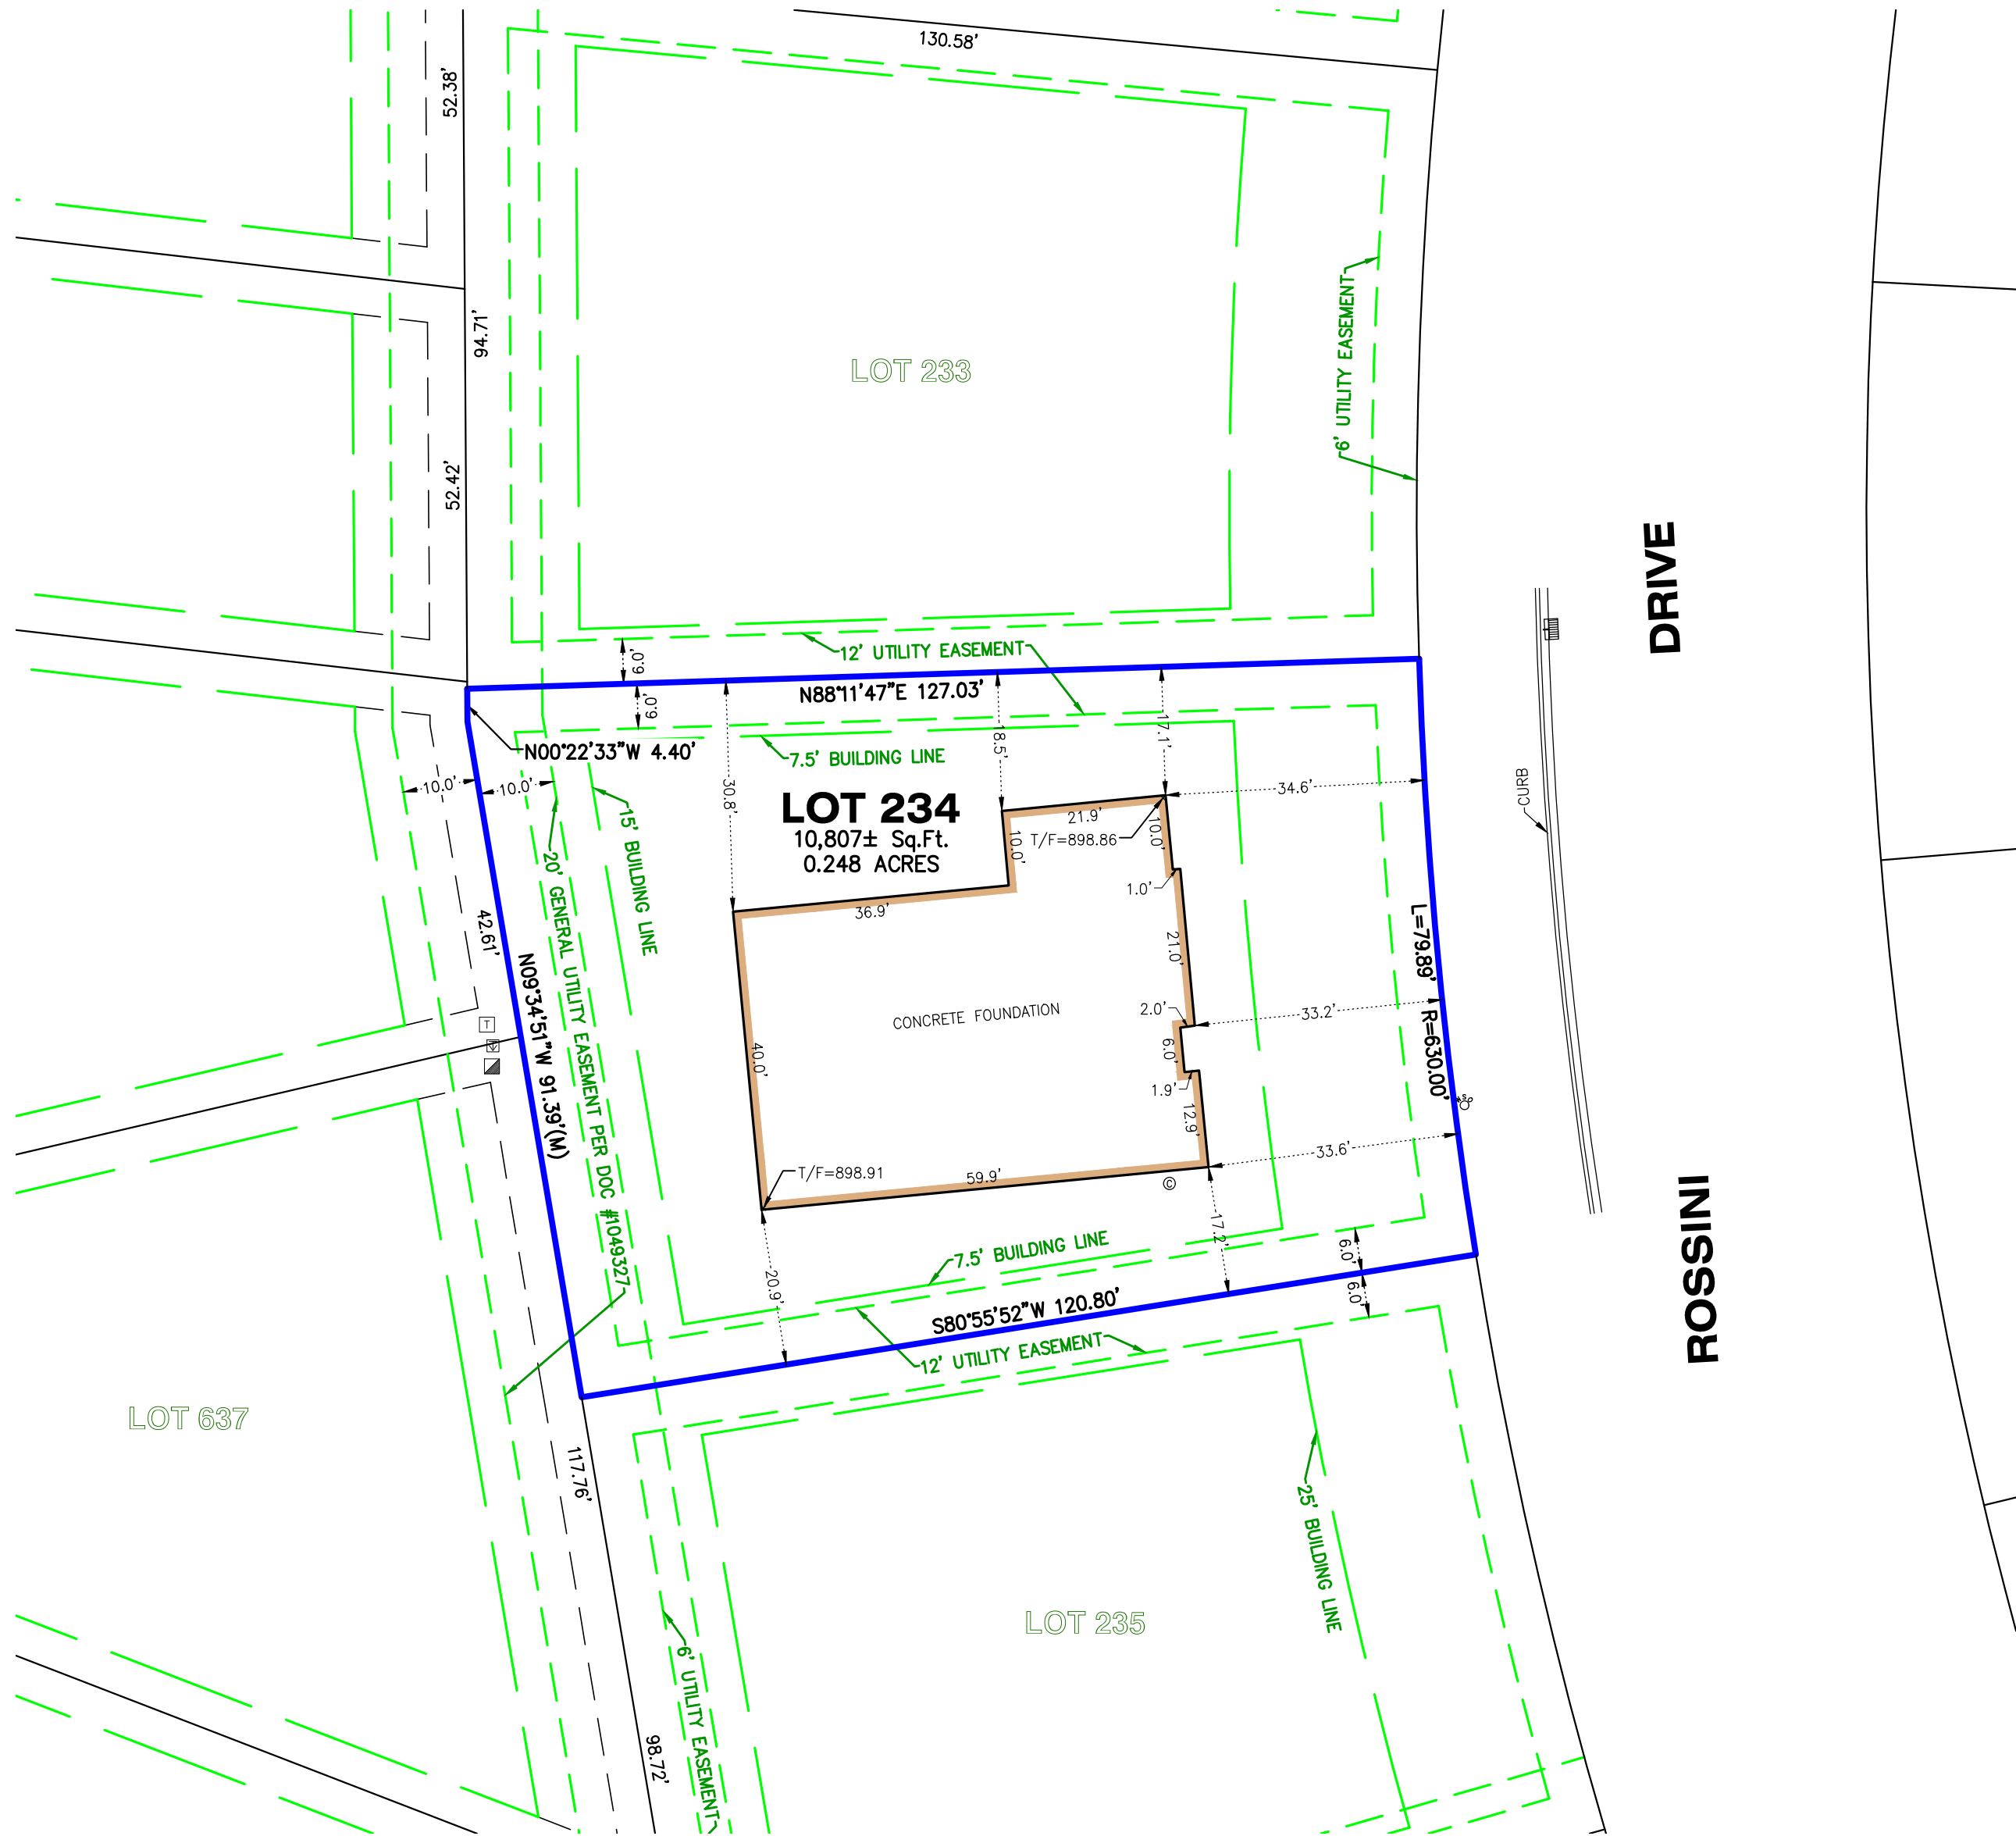 130.58'
52.38'
94.71'
52.42'
LOT 233
6' UTILITY EASEMENT
DRIVE
12' UTILITY EASEMENT
6.0'
6.0'
N88°11'47"E 127.03'
N00°22'33"W 4.40'
7.5' BUILDING LINE
10.0'
10.0'
30.8'
18.5'
17.1'
34.6'
CURB
LOT 234
10,807± Sq.Ft.
0.248 ACRES
21.9'
T/F=898.86
10.0'
10.0'
15' BUILDING LINE
20' GENERAL UTILITY EASEMENT PER DOC #1049327
1.0'
36.9'
42.61'
N09°34'51"W 91.39'(M)
21.0'
L=79.89' R=630.00'
CONCRETE FOUNDATION
2.0'
33.2'
T
40.0'
6.0'
1.9'
12.9'
33.6'
T/F=898.91
59.9'
©
17.2'
7.5' BUILDING LINE
6.0'
6.0'
20.9'
S80°55'52"W 120.80'
12' UTILITY EASEMENT
ROSSINI
LOT 637
117.76'
25' BUILDING LINE
LOT 235
6' UTILITY EASEMENT
98.72'